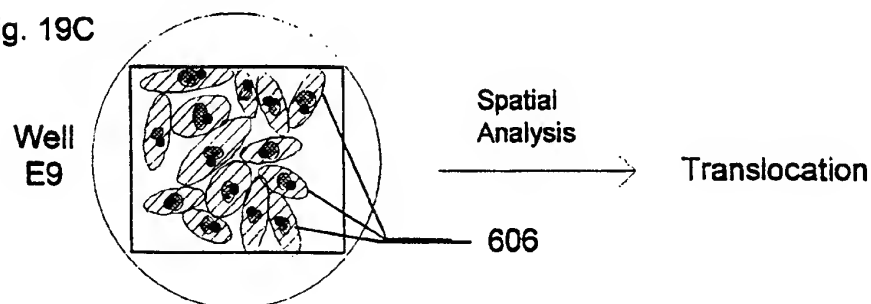 g. 19C
Well
E9
Spatial
Analysis
Translocation
606